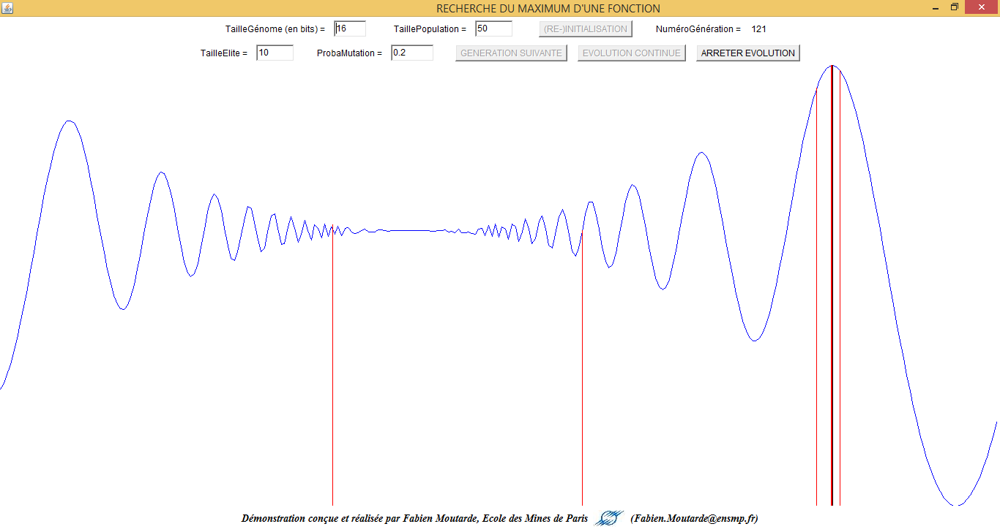 RECHERCHE DU MAXIMUM D'UNE FONCTION
TailleGénome (en bits) = 16 TaillePopulation = 50 (RE-)INITIALISATION NuméroGénération = 121
TailleElite = 10 ProbaMutation = 0.2 GENERATION SUIVANTE EVOLUTION CONTINUE ARRETER EVOLUTION
Démonstration conçue et réalisée par Fabien Moutarde, Ecole des Mines de Paris (Fabien.Moutarde@ensmp.fr)